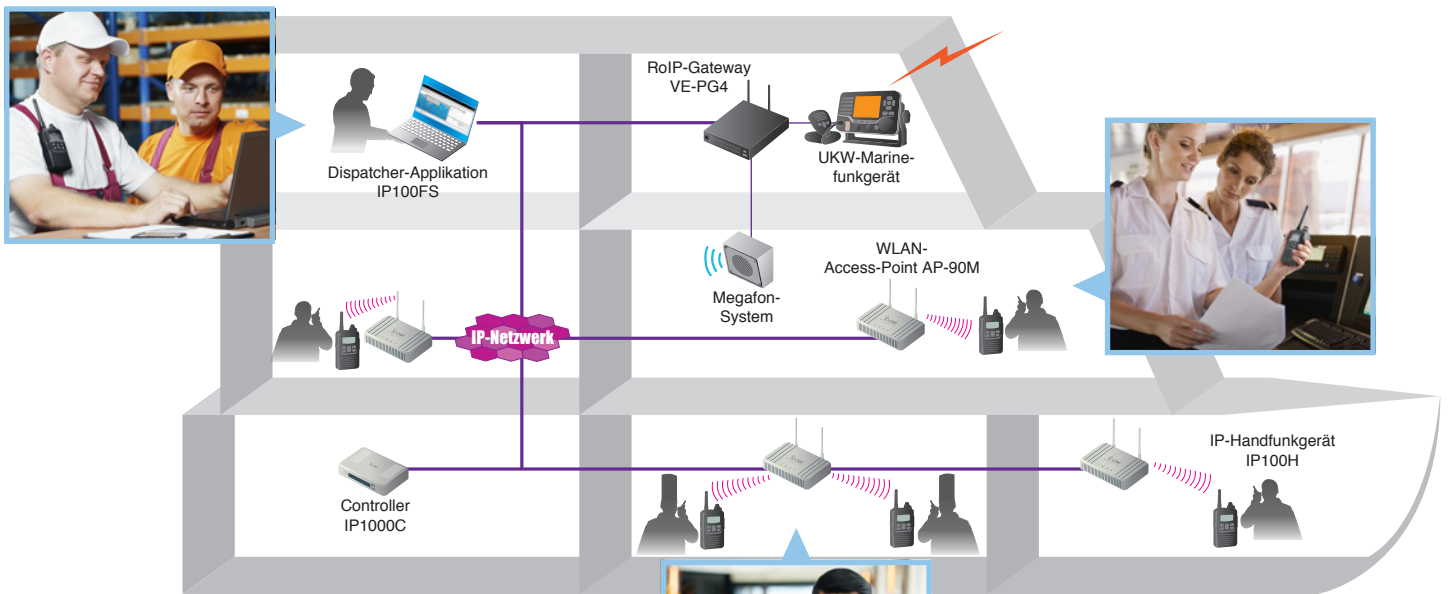 RoIP-Gateway
VE-PG4
Dispatcher-Applikation
IP100FS
UKW-Marine-
funkgerät
WLAN-
Access-Point AP-90M
Megafon-
System
IP-Netzwerk
IP-Handfunkgerät
IP100H
Controller
IP1000C